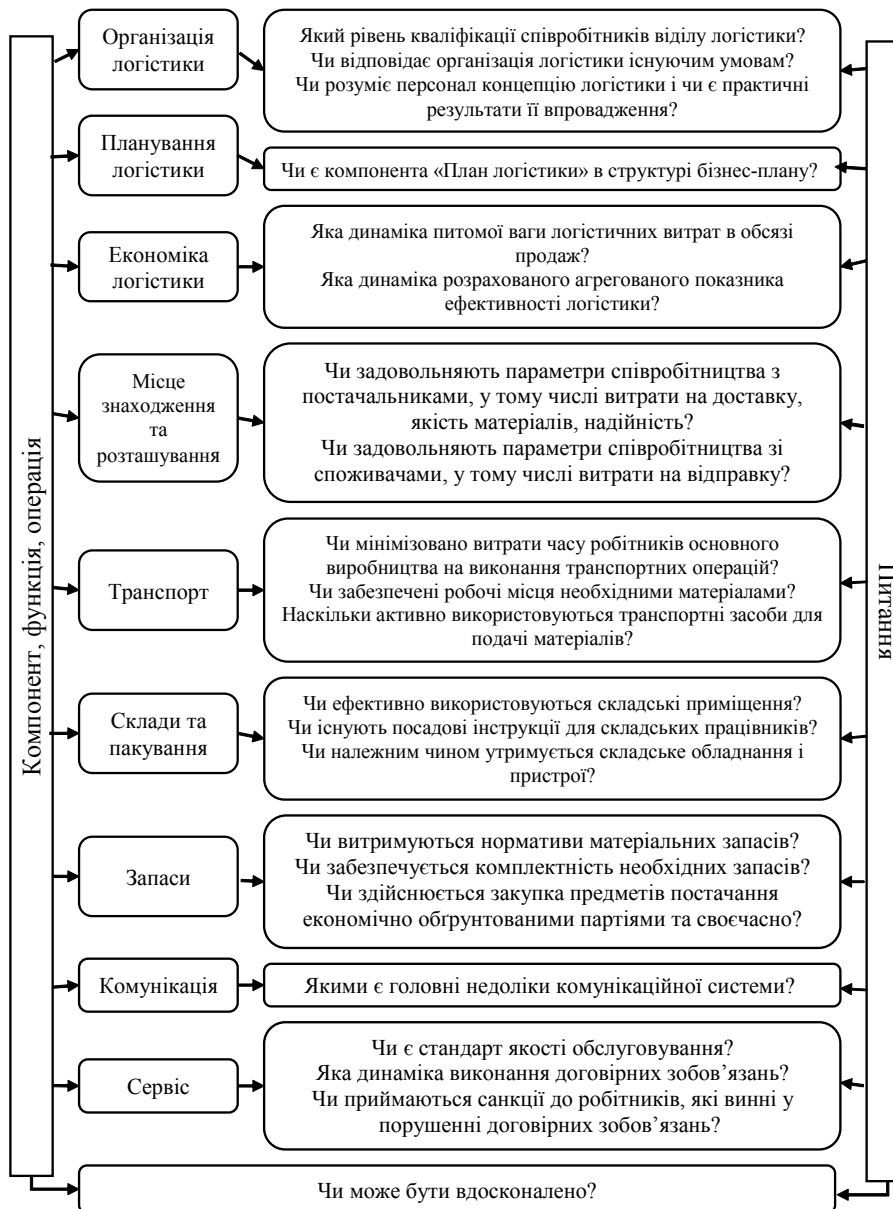 Компонент, функція, операція
Організація
логістики
Який рівень кваліфікації співробітників віділу логістики?
Чи відповідає організація логістики існуючим умовам?
Чи розуміє персонал концепцію логістики і чи є практичні
результати її впровадження?
Планування
логістики
Чи є компонента «План логістики» в структурі бізнес-плану?
Економіка
логістики
Яка динаміка питомої ваги логістичних витрат в обсязі
продаж?
Яка динаміка розрахованого агрегованого показника
ефективності логістики?
Місце
знаходження
та
розташування
Чи задовольняють параметри співробітництва з
постачальниками, у тому числі витрати на доставку,
якість матеріалів, надійність?
Чи задовольняють параметри співробітництва зі
споживачами, у тому числі витрати на відправку?
Транспорт
Чи мінімізовано витрати часу робітників основного
виробництва на виконання транспортних операцій?
Чи забезпечені робочі місця необхідними матеріалами?
Наскільки активно використовуються транспортні засоби для
подачі матеріалів?
Склади та
пакування
Чи ефективно використовуються складські приміщення?
Чи існують посадові інструкції для складських працівників?
Чи належним чином утримується складське обладнання і
пристрої?
Запаси
Чи витримуються нормативи матеріальних запасів?
Чи забезпечується комплектність необхідних запасів?
Чи здійснюється закупка предметів постачання
економічно обґрунтованими партіями та своєчасно?
Комунікація
Якими є головні недоліки комунікаційної системи?
Сервіс
Чи є стандарт якості обслуговування?
Яка динаміка виконання договірних зобов’язань?
Чи приймаються санкції до робітників, які винні у
порушенні договірних зобов’язань?
Питання
Чи може бути вдосконалено?